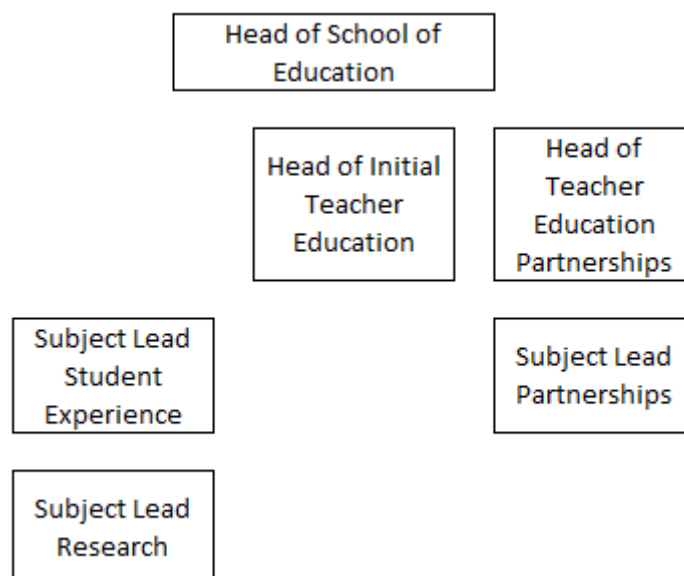 Head of School of
Education
Head of Initial
Teacher
Education
Head of
Teacher
Education
Partnerships
Subject Lead
Student
Experience
Subject Lead
Partnerships
Subject Lead
Research